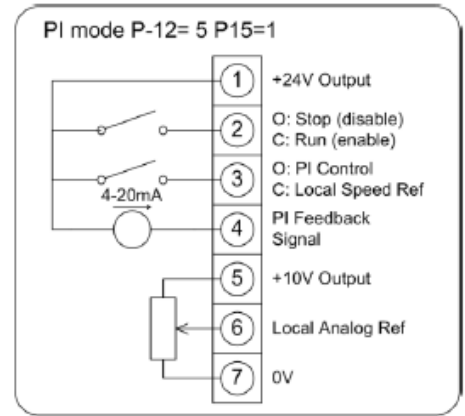 PI mode P-12= 5 P15=1
1 +24V Output
2 O: Stop (disable)
C: Run (enable)
3 O: PI Control
C: Local Speed Ref
4-20mA
4 PI Feedback
Signal
5 +10V Output
6 Local Analog Ref
7 0V